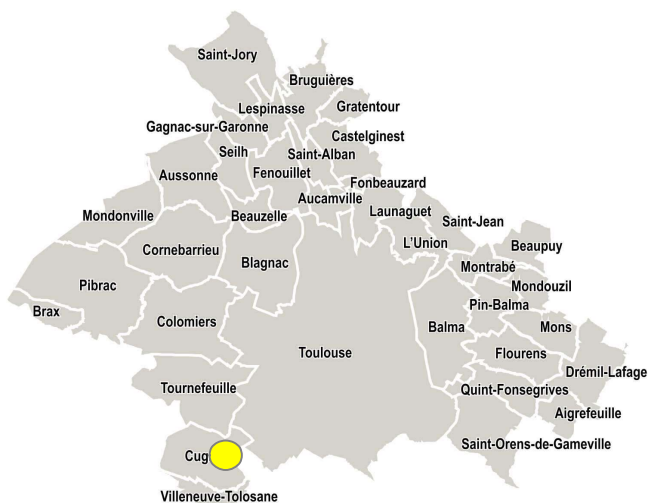 Saint-Jory
Bruguières
Lespinasse
Gratentour
Gagnac-sur-Garonne
Castelginest
Seilh
Saint-Alban
Aussonne
Fenouillet
Fonbeauzard
Aucamville
Mondonville
Beauzelle
Launaguet
Saint-Jean
Cornebarrieu
L'Union
Beaupuy
Blagnac
Montrabé
Pibrac
Mondouzil
Pin-Balma
Brax
Colomiers
Balma
Mons
Toulouse
Flourens
Drémil-Lafage
Tournefeuille
Quint-Fonsegrives
Aigrefeuille
Saint-Orens-de-Gameville
Cug
Villeneuve-Tolosane